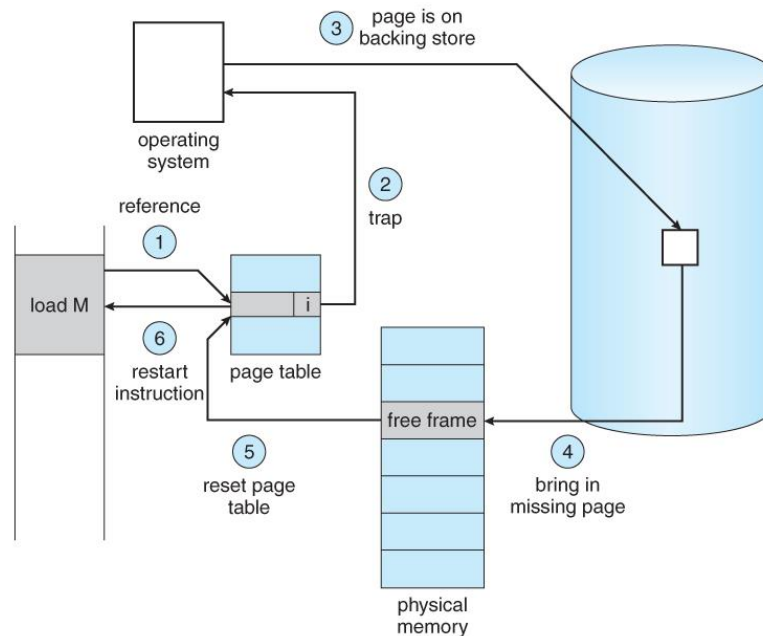 3
page is on
backing store
operating
system
2
trap
reference
1
load M
i
6
restart
instruction
page table
free frame
5
reset page
table
4
bring in
missing page
physical
memory